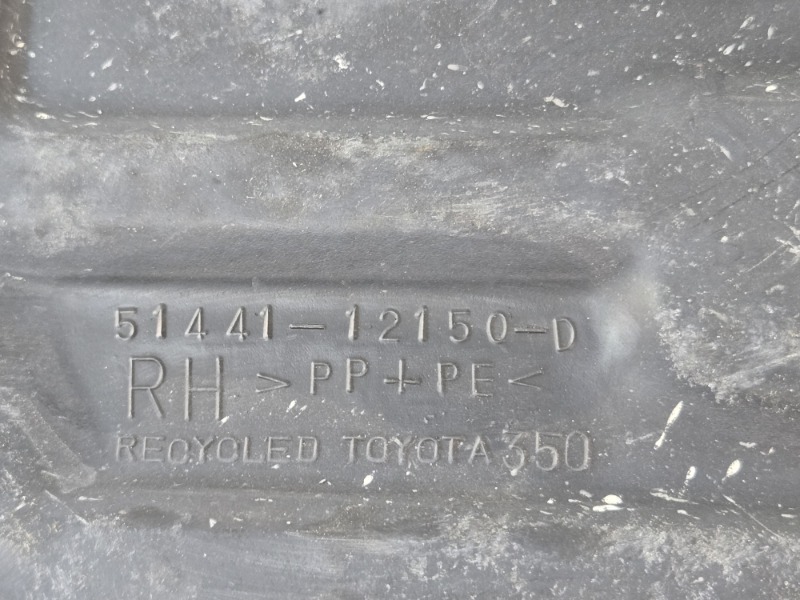 51441-12150-D
RH >PP+PE<
RECYCLED TOYOTA 350